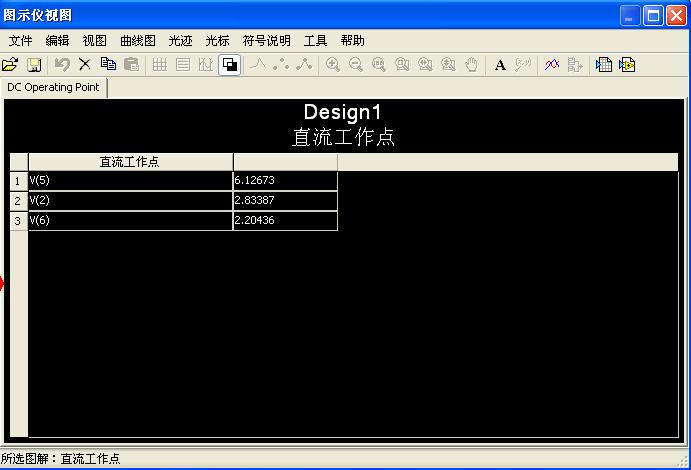 图示仪视图
文件 编辑 视图 曲线图 光迹 光标 符号说明 工具 帮助
DC Operating Point
Design1
直流工作点
直流工作点
1 V(5) 6.12673
2 V(2) 2.83387
3 V(6) 2.20436
所选图解：直流工作点